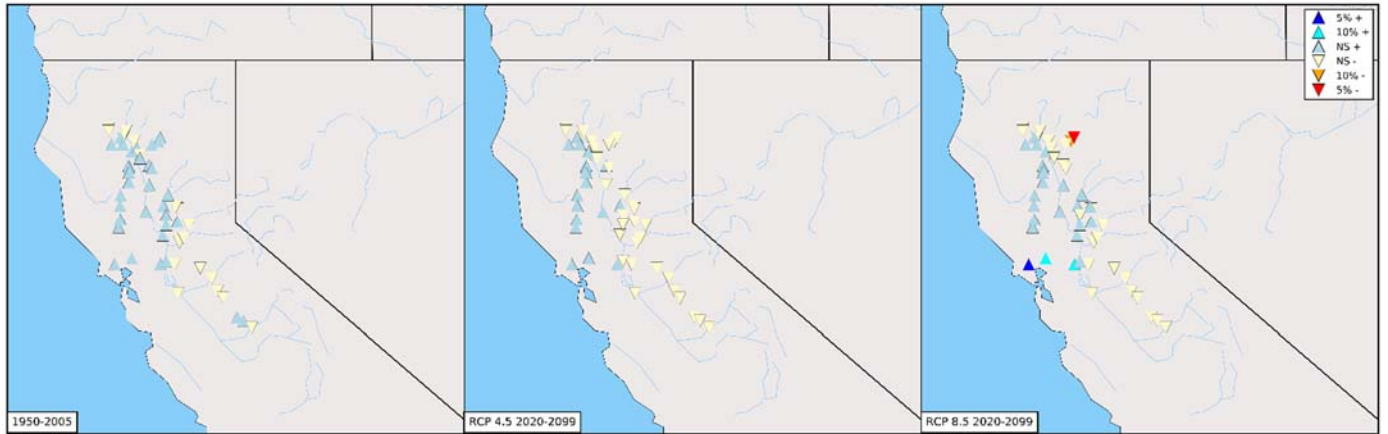 5% +
10% +
NS +
NS -
10% -
5% -
1950-2005
RCP 4.5 2020-2099
RCP 8.5 2020-2099